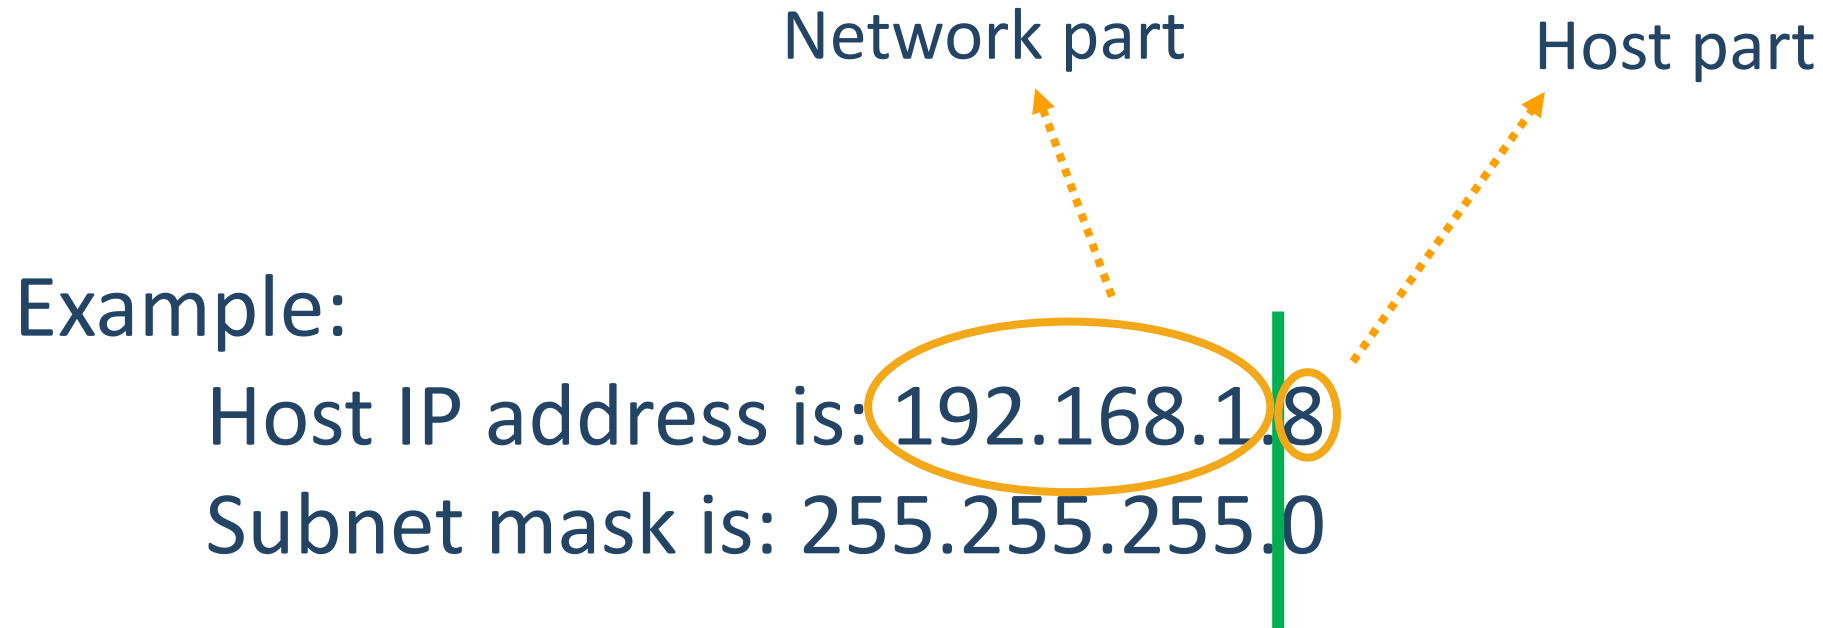 Network part
Host part
Example:
Host IP address is: 192.168.1.8
Subnet mask is: 255.255.255.0